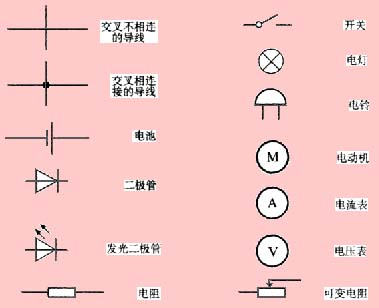 交叉不相连
的导线
交叉相连
接的导线
电池
二极管
发光二极管
电阻
开关
电灯
电铃
M
电动机
A
电流表
V
电压表
可变电阻